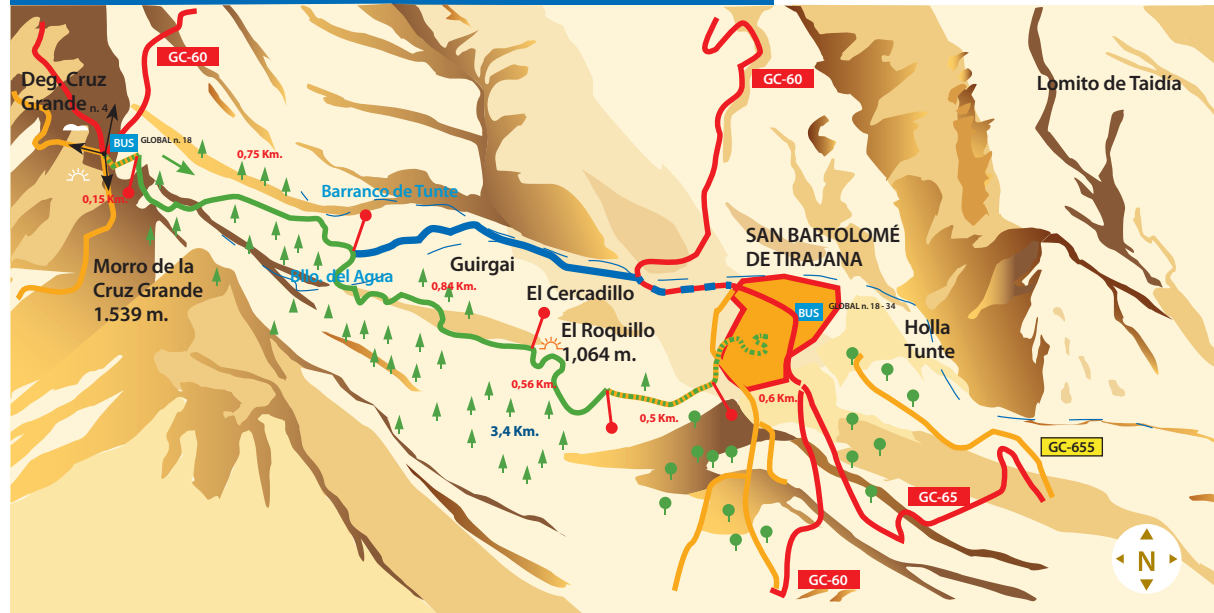 GC-60
Deg. Cruz
Grande n. 4
BUS
GLOBAL n. 18
0,75 Km.
0,15 Km.
Barranco de Tunte
GC-60
Lomito de Taidía
Morro de la
Cruz Grande
1.539 m.
Bllo. del Agua
0,84 Km.
Guirgai
El Cercadillo
El Roquillo
1,064 m.
SAN BARTOLOMÉ
DE TIRAJANA
BUS
GLOBAL n. 18 - 34
Holla
Tunte
0,56 Km.
0,5 Km.
0,6 Km.
3,4 Km.
GC-655
GC-65
GC-60
N